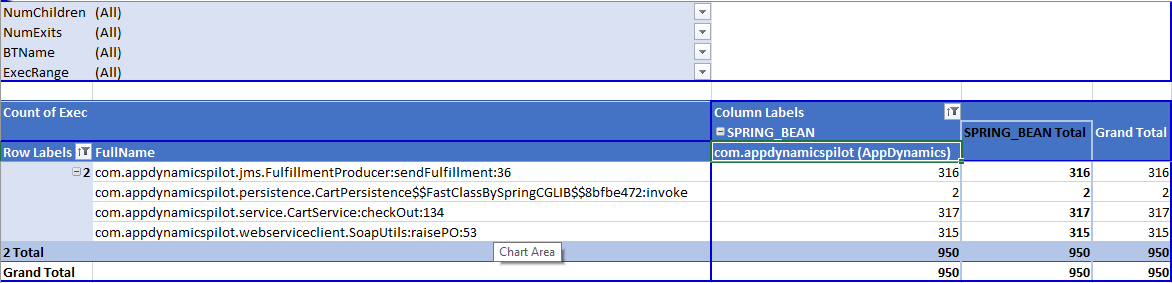 NumChildren (All)
NumExits (All)
BTName (All)
ExecRange (All)
Count of Exec Column Labels
SPRING_BEAN SPRING_BEAN Total Grand Total
Row Labels FullName com.appdynamicspilot (AppDynamics)
2 com.appdynamicspilot.jms.FulfillmentProducer:sendFulfillment:36 316 316 316
com.appdynamicspilot.persistence.CartPersistence$$FastClassBySpringCGLIB$$8bfbe472:invoke 2 2 2
com.appdynamicspilot.service.CartService:checkOut:134 317 317 317
com.appdynamicspilot.webserviceclient.SoapUtils:raisePO:53 315 315 315
2 Total 950 950 950
Chart Area
Grand Total 950 950 950